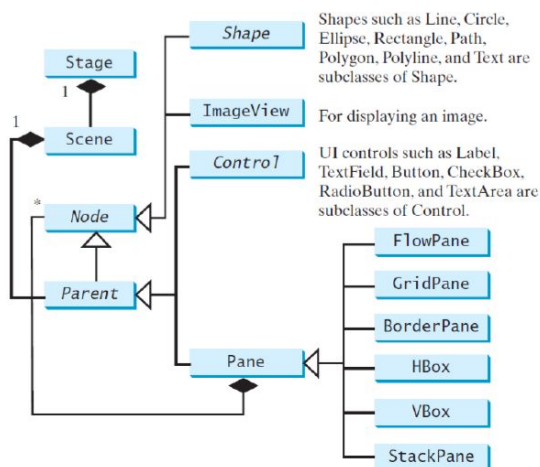 Shape
Shapes such as Line, Circle,
Ellipse, Rectangle, Path,
Polygon, Polyline, and Text are
subclasses of Shape.
Stage
1
ImageView
For displaying an image.
1
Scene
Control
UI controls such as Label,
TextField, Button, CheckBox,
RadioButton, and TextArea are
subclasses of Control.
*
Node
FlowPane
GridPane
Parent
BorderPane
Pane
HBox
VBox
StackPane